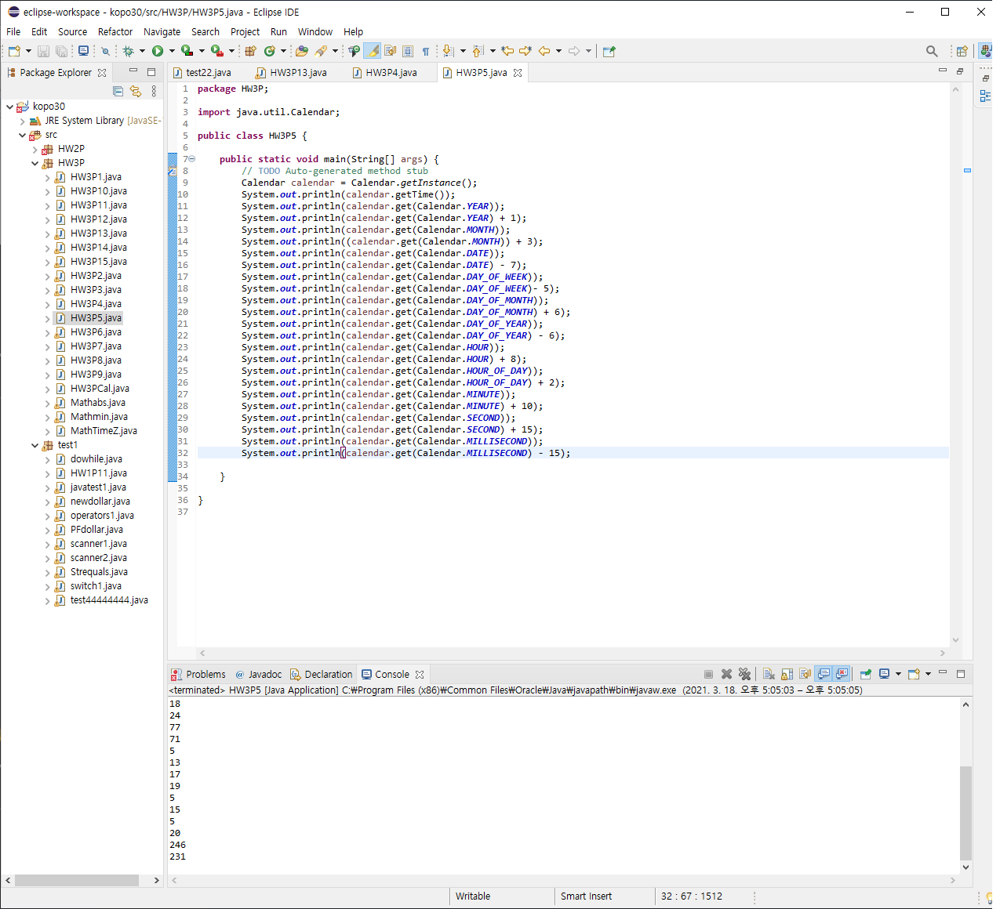 eclipse-workspace - kopo30/src/HW3P/HW3P5.java - Eclipse IDE
File Edit Source Refactor Navigate Search Project Run Window Help
Package Explorer
kopo30
JRE System Library [JavaSE-
src
HW2P
HW3P
HW3P1.java
HW3P10.java
HW3P11.java
HW3P12.java
HW3P13.java
HW3P14.java
HW3P15.java
HW3P2.java
HW3P3.java
HW3P4.java
HW3P5.java
HW3P6.java
HW3P7.java
HW3P8.java
HW3P9.java
HW3PCal.java
Mathabs.java
Mathmin.java
MathTimeZ.java
test1
dowhile.java
HW1P11.java
javatest1.java
newdollar.java
operators1.java
PFdollar.java
scanner1.java
scanner2.java
Strequals.java
switch1.java
test44444444.java
test22.java HW3P13.java HW3P4.java HW3P5.java
1 package HW3P;
2
3 import java.util.Calendar;
4
5 public class HW3P5 {
6
7 public static void main(String[] args) {
8 // TODO Auto-generated method stub
9 Calendar calendar = Calendar.getInstance();
10 System.out.println(calendar.getTime());
11 System.out.println(calendar.get(Calendar.YEAR));
12 System.out.println(calendar.get(Calendar.YEAR) + 1);
13 System.out.println(calendar.get(Calendar.MONTH));
14 System.out.println((calendar.get(Calendar.MONTH)) + 3);
15 System.out.println(calendar.get(Calendar.DATE));
16 System.out.println(calendar.get(Calendar.DATE) - 7);
17 System.out.println(calendar.get(Calendar.DAY_OF_WEEK));
18 System.out.println(calendar.get(Calendar.DAY_OF_WEEK)- 5);
19 System.out.println(calendar.get(Calendar.DAY_OF_MONTH));
20 System.out.println(calendar.get(Calendar.DAY_OF_MONTH) + 6);
21 System.out.println(calendar.get(Calendar.DAY_OF_YEAR));
22 System.out.println(calendar.get(Calendar.DAY_OF_YEAR) - 6);
23 System.out.println(calendar.get(Calendar.HOUR));
24 System.out.println(calendar.get(Calendar.HOUR) + 8);
25 System.out.println(calendar.get(Calendar.HOUR_OF_DAY));
26 System.out.println(calendar.get(Calendar.HOUR_OF_DAY) + 2);
27 System.out.println(calendar.get(Calendar.MINUTE));
28 System.out.println(calendar.get(Calendar.MINUTE) + 10);
29 System.out.println(calendar.get(Calendar.SECOND));
30 System.out.println(calendar.get(Calendar.SECOND) + 15);
31 System.out.println(calendar.get(Calendar.MILLISECOND));
32 System.out.println(calendar.get(Calendar.MILLISECOND) - 15);
33
34 }
35
36 }
37
Problems Javadoc Declaration Console
<terminated> HW3P5 [Java Application] C:₩Program Files (x86)₩Common Files₩Oracle₩Java₩javapath₩bin₩javaw.exe (2021. 3. 18. 오후 5:05:03 – 오후 5:05:05)
18
24
77
71
5
13
17
19
5
15
5
20
246
231
Writable Smart Insert 32 : 67 : 1512